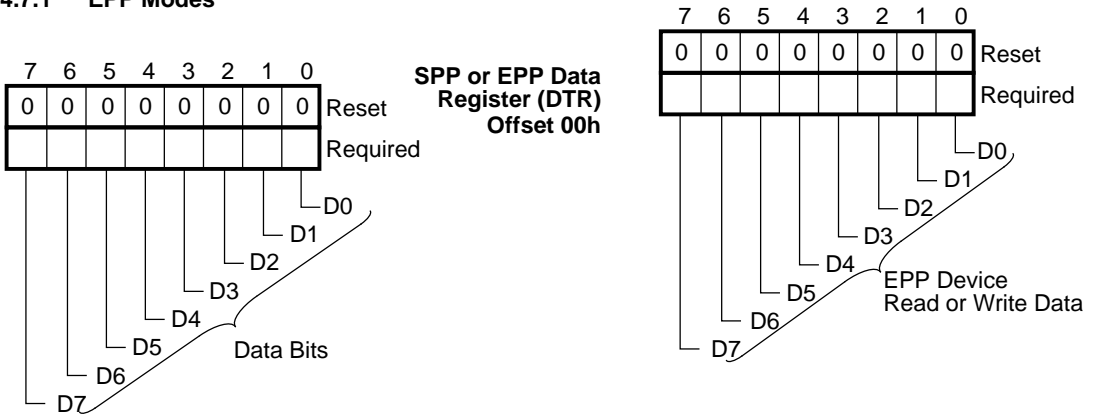 4.7.1 EPP Modes
7 6 5 4 3 2 1 0
0 0 0 0 0 0 0 0 Reset
Required
D0
D1
D2
D3
D4
D5
D6
D7
Data Bits
SPP or EPP Data
Register (DTR)
Offset 00h
7 6 5 4 3 2 1 0
0 0 0 0 0 0 0 0 Reset
Required
D0
D1
D2
D3
D4
D5
D6
D7
EPP Device
Read or Write Data